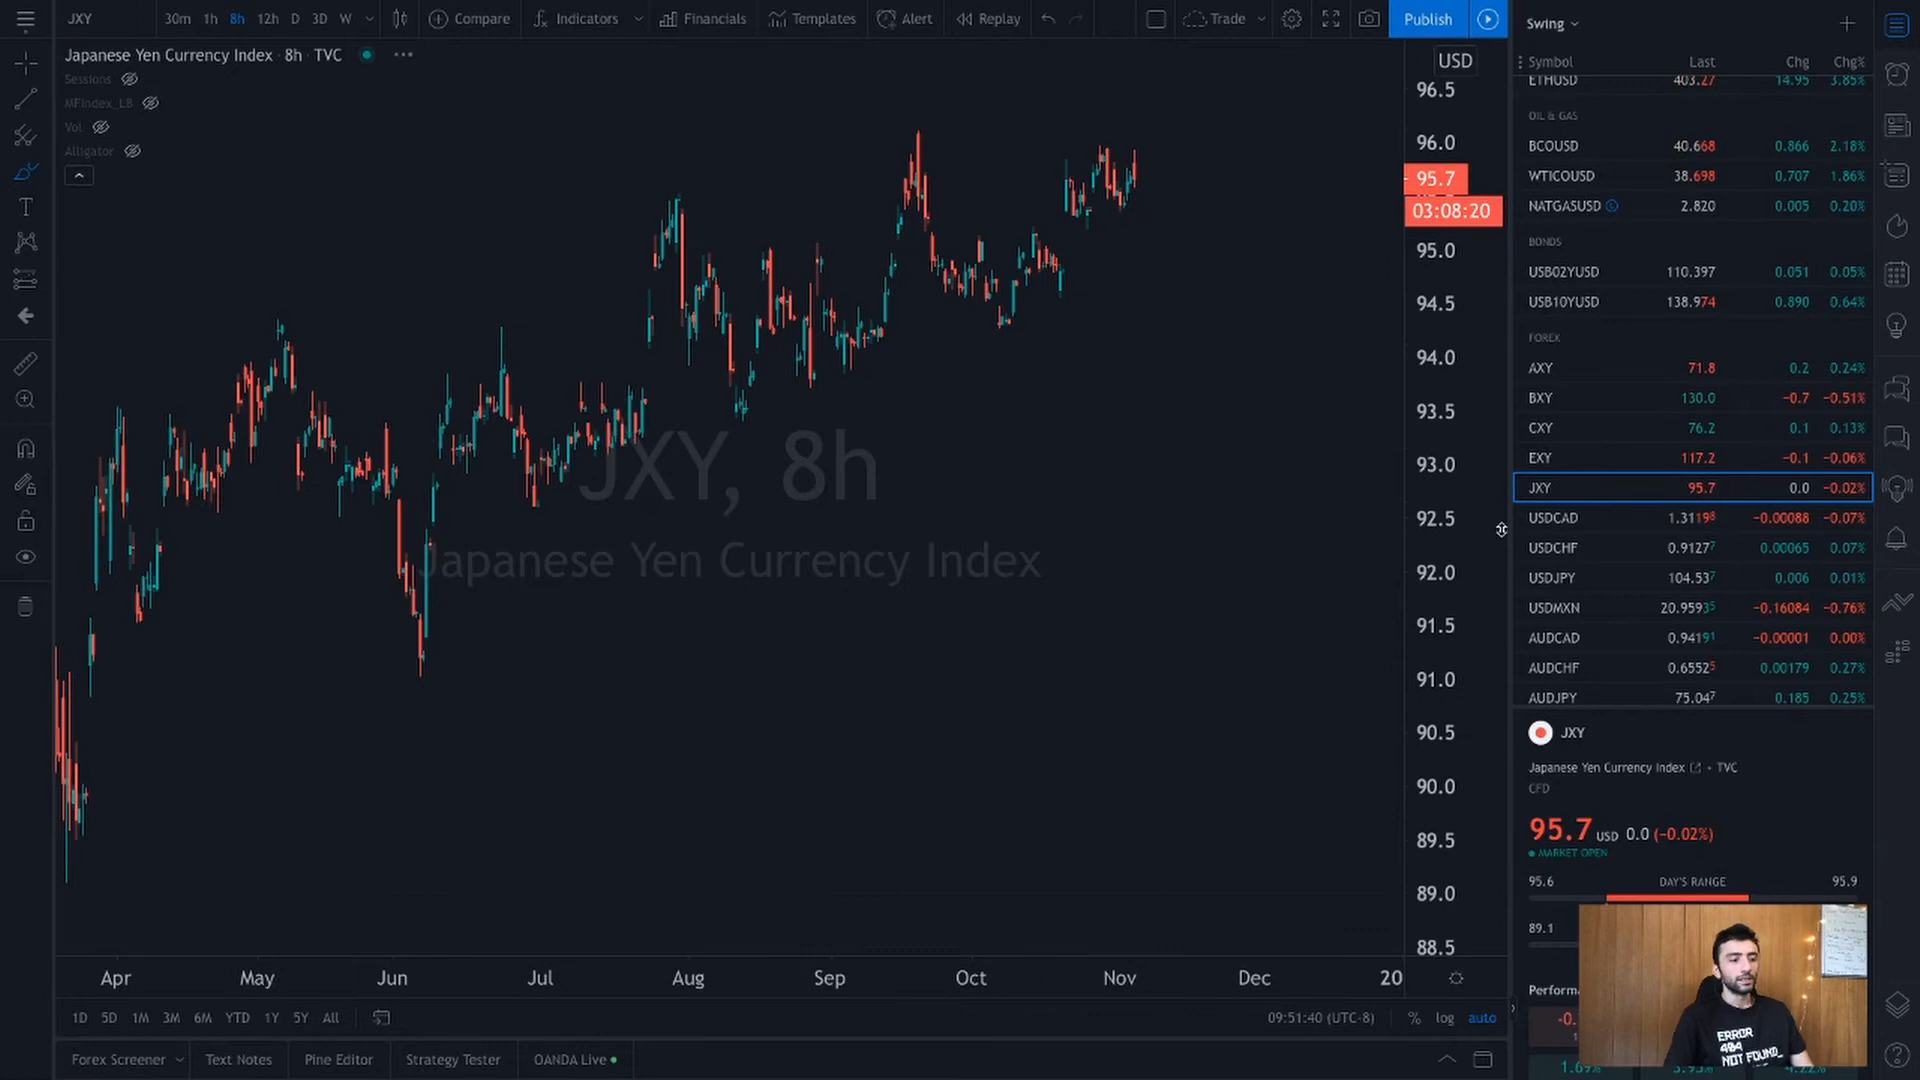 JXY 30m 1h 8h 12h D 3D W Compare Indicators Financials Templates Alert Replay Trade Publish
Japanese Yen Currency Index · 8h · TVC
Sessions
MFIndex_LB
Vol
Alligator
JXY, 8h
Japanese Yen Currency Index
USD
96.5
96.0
95.7
03:08:20
95.0
94.5
94.0
93.5
93.0
92.5
92.0
91.5
91.0
90.5
90.0
89.5
89.0
88.5
Apr May Jun Jul Aug Sep Oct Nov Dec 20
1D 5D 1M 3M 6M YTD 1Y 5Y All 09:51:40 (UTC-8) % log auto
Forex Screener Text Notes Pine Editor Strategy Tester OANDA Live
Swing
Symbol Last Chg Chg%
ETHUSD 403.27 14.95 3.85%
OIL & GAS
BCOUSD 40.668 0.866 2.18%
WTICOUSD 38.698 0.707 1.86%
NATGASUSD 2.820 0.005 0.20%
BONDS
USB02YUSD 110.397 0.051 0.05%
USB10YUSD 138.974 0.890 0.64%
FOREX
AXY 71.8 0.2 0.24%
BXY 130.0 −0.7 −0.51%
CXY 76.2 0.1 0.13%
EXY 117.2 −0.1 −0.06%
JXY 95.7 0.0 −0.02%
USDCAD 1.31198 −0.00088 −0.07%
USDCHF 0.91277 0.00065 0.07%
USDJPY 104.537 0.006 0.01%
USDMXN 20.95935 −0.16084 −0.76%
AUDCAD 0.94191 −0.00001 0.00%
AUDCHF 0.65525 0.00179 0.27%
AUDJPY 75.047 0.185 0.25%
JXY
Japanese Yen Currency Index • TVC
CFD
95.7 USD 0.0 (−0.02%)
MARKET OPEN
95.6 DAY'S RANGE 95.9
89.1
Performa
ERROR
404
NOT FOUND_